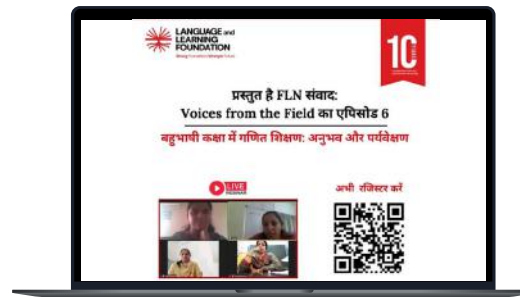 LANGUAGE and
LEARNING
FOUNDATION
10
प्रस्तुत है FLN संवाद:
Voices from the Field का एपिसोड 6
बहुभाषी कक्षा में गणित शिक्षण: अनुभव और पर्यवेक्षण
LIVE
अभी रजिस्टर करें